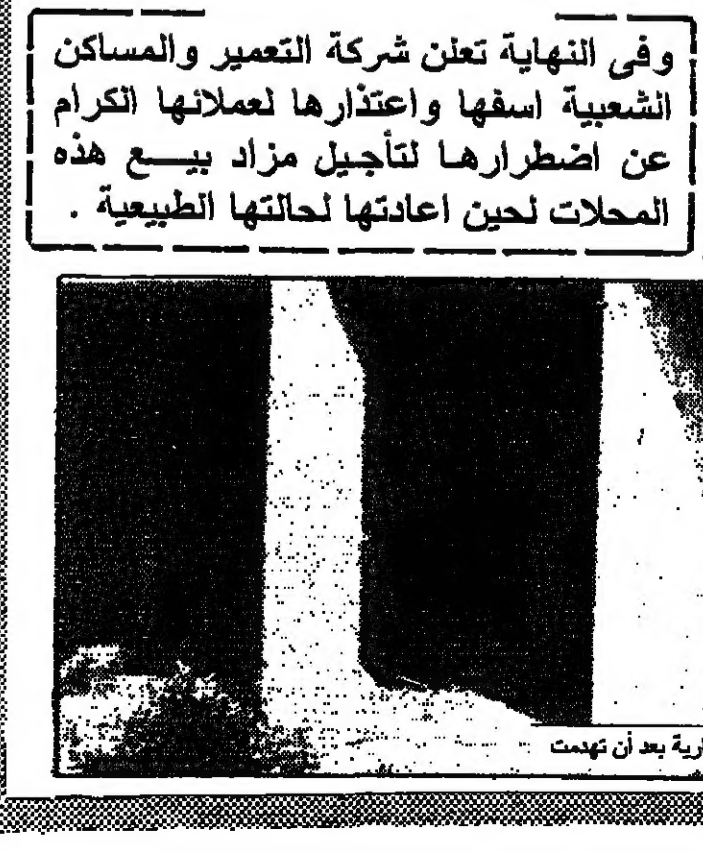 وفى النهاية تعلن شركة التعمير والمساكن
الشعبية اسفها واعتذارها لعملائها الكرام
عن اضطرارها لتأجيل مزاد بيـــع هذه
المحلات لحين اعادتها لحالتها الطبيعية .
بعد أن تهدمت